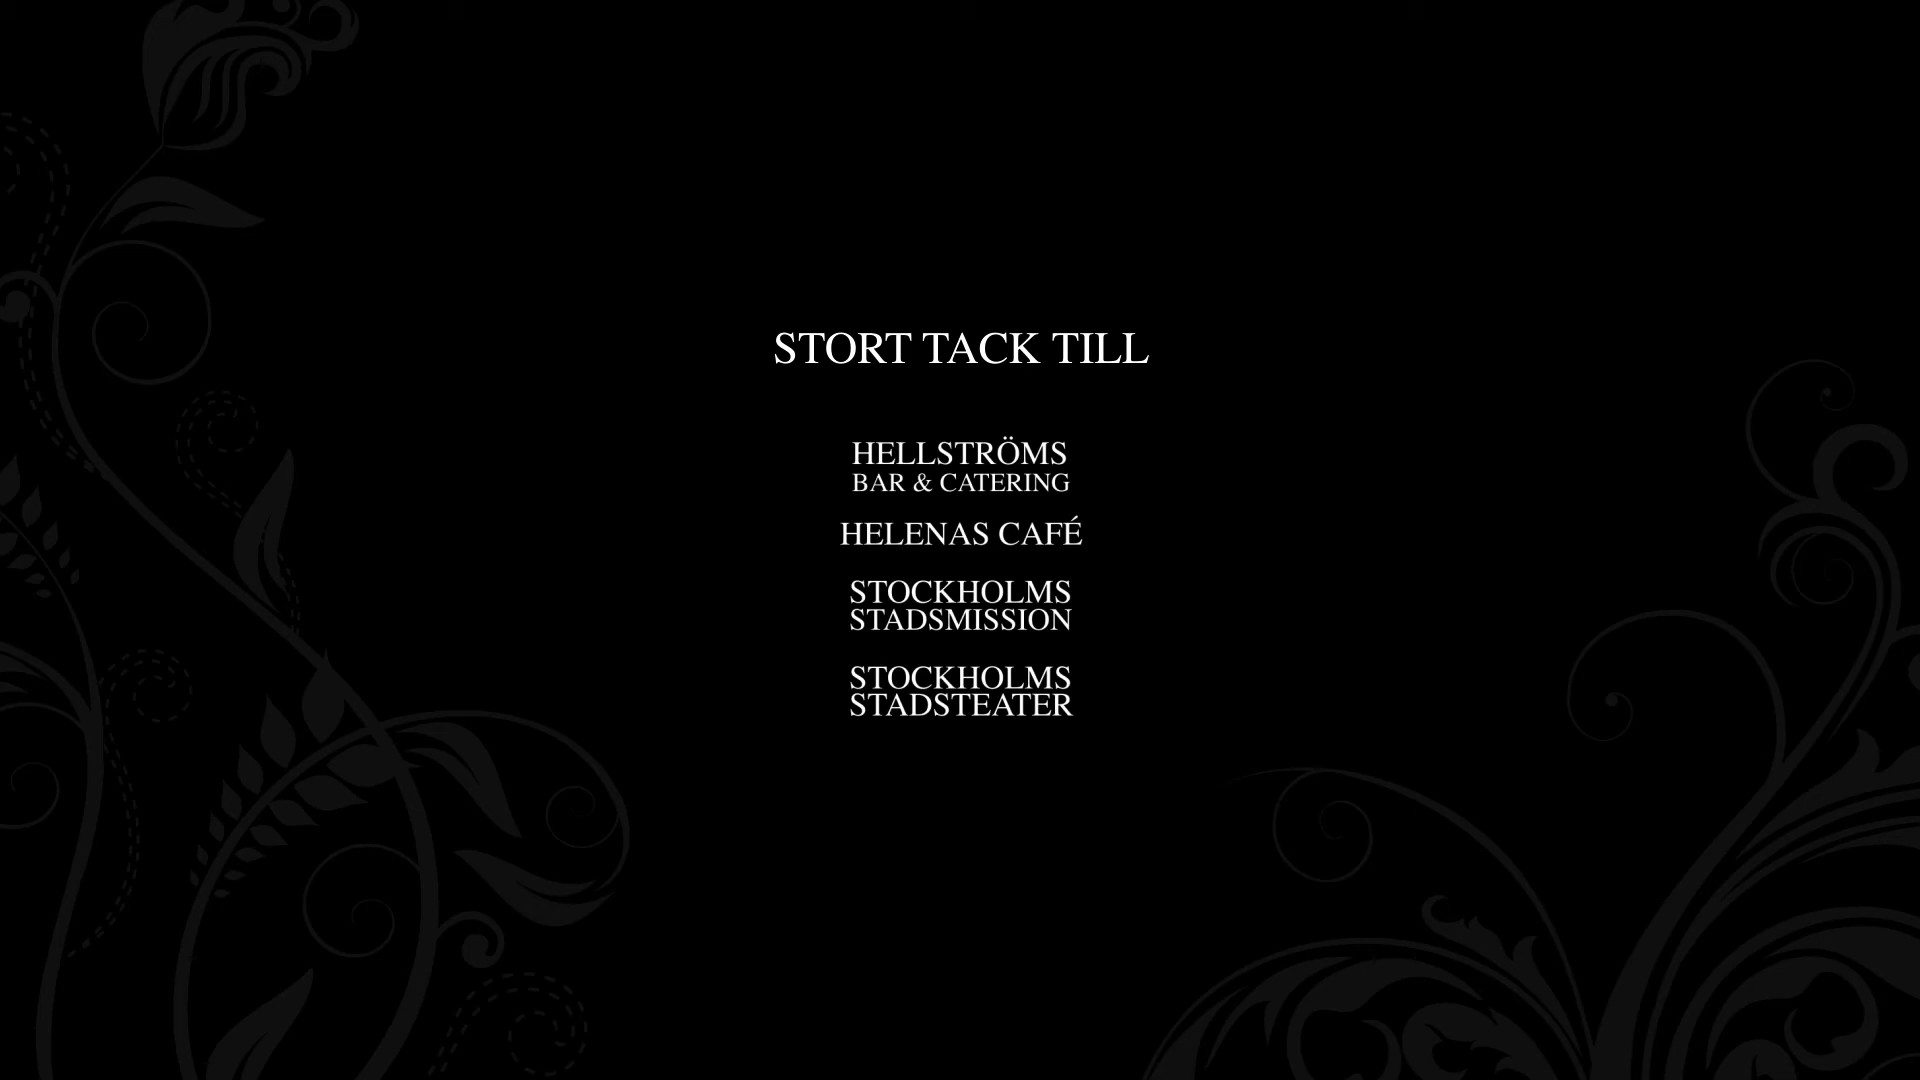 STORT TACK TILL
HELLSTRÖMS
BAR & CATERING
HELENAS CAFÉ
STOCKHOLMS
STADSMISSION
STOCKHOLMS
STADSTEATER